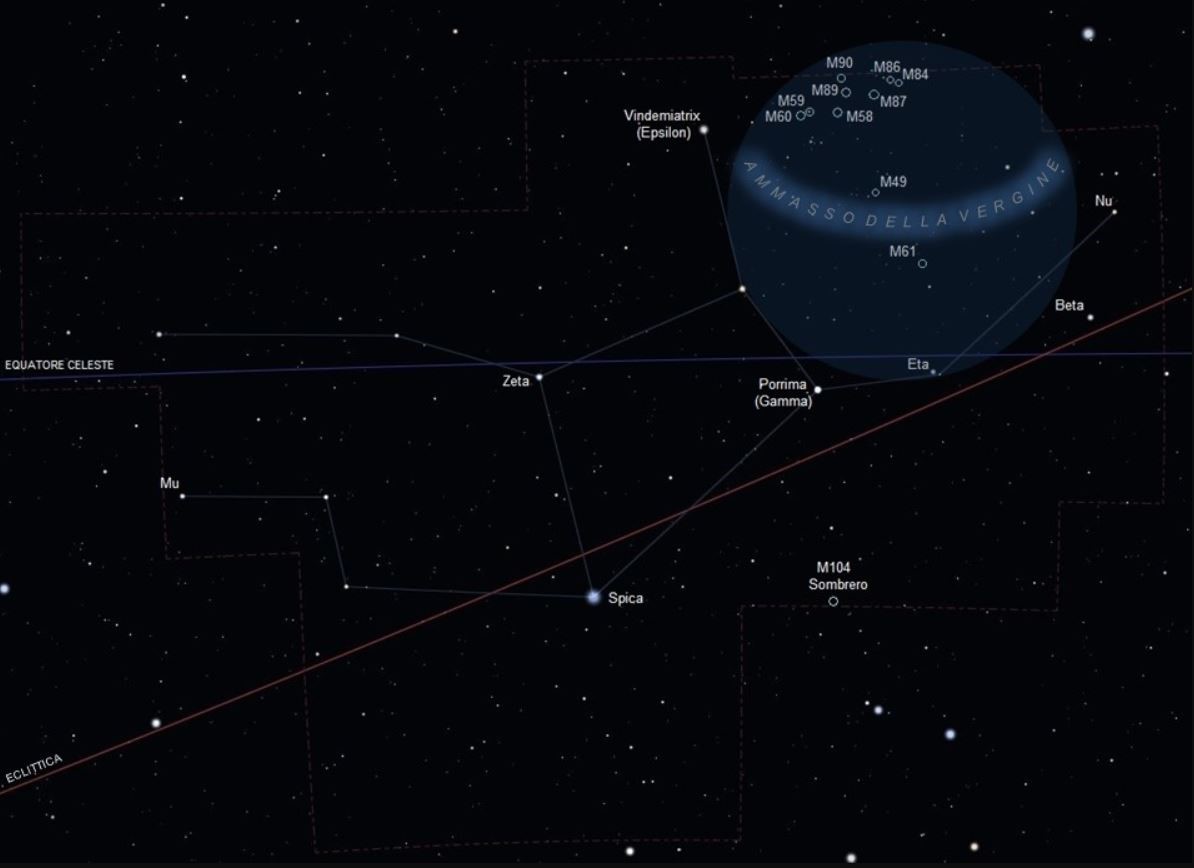 M90
M86
M84
M89
M87
M59
M60
M58
Vindemiatrix
(Epsilon)
AMMASSO DELLA VERGINE
M49
Nu
M61
Beta
EQUATORE CELESTE
Eta
Zeta
Porrima
(Gamma)
Mu
M104
Sombrero
Spica
ECLITTICA